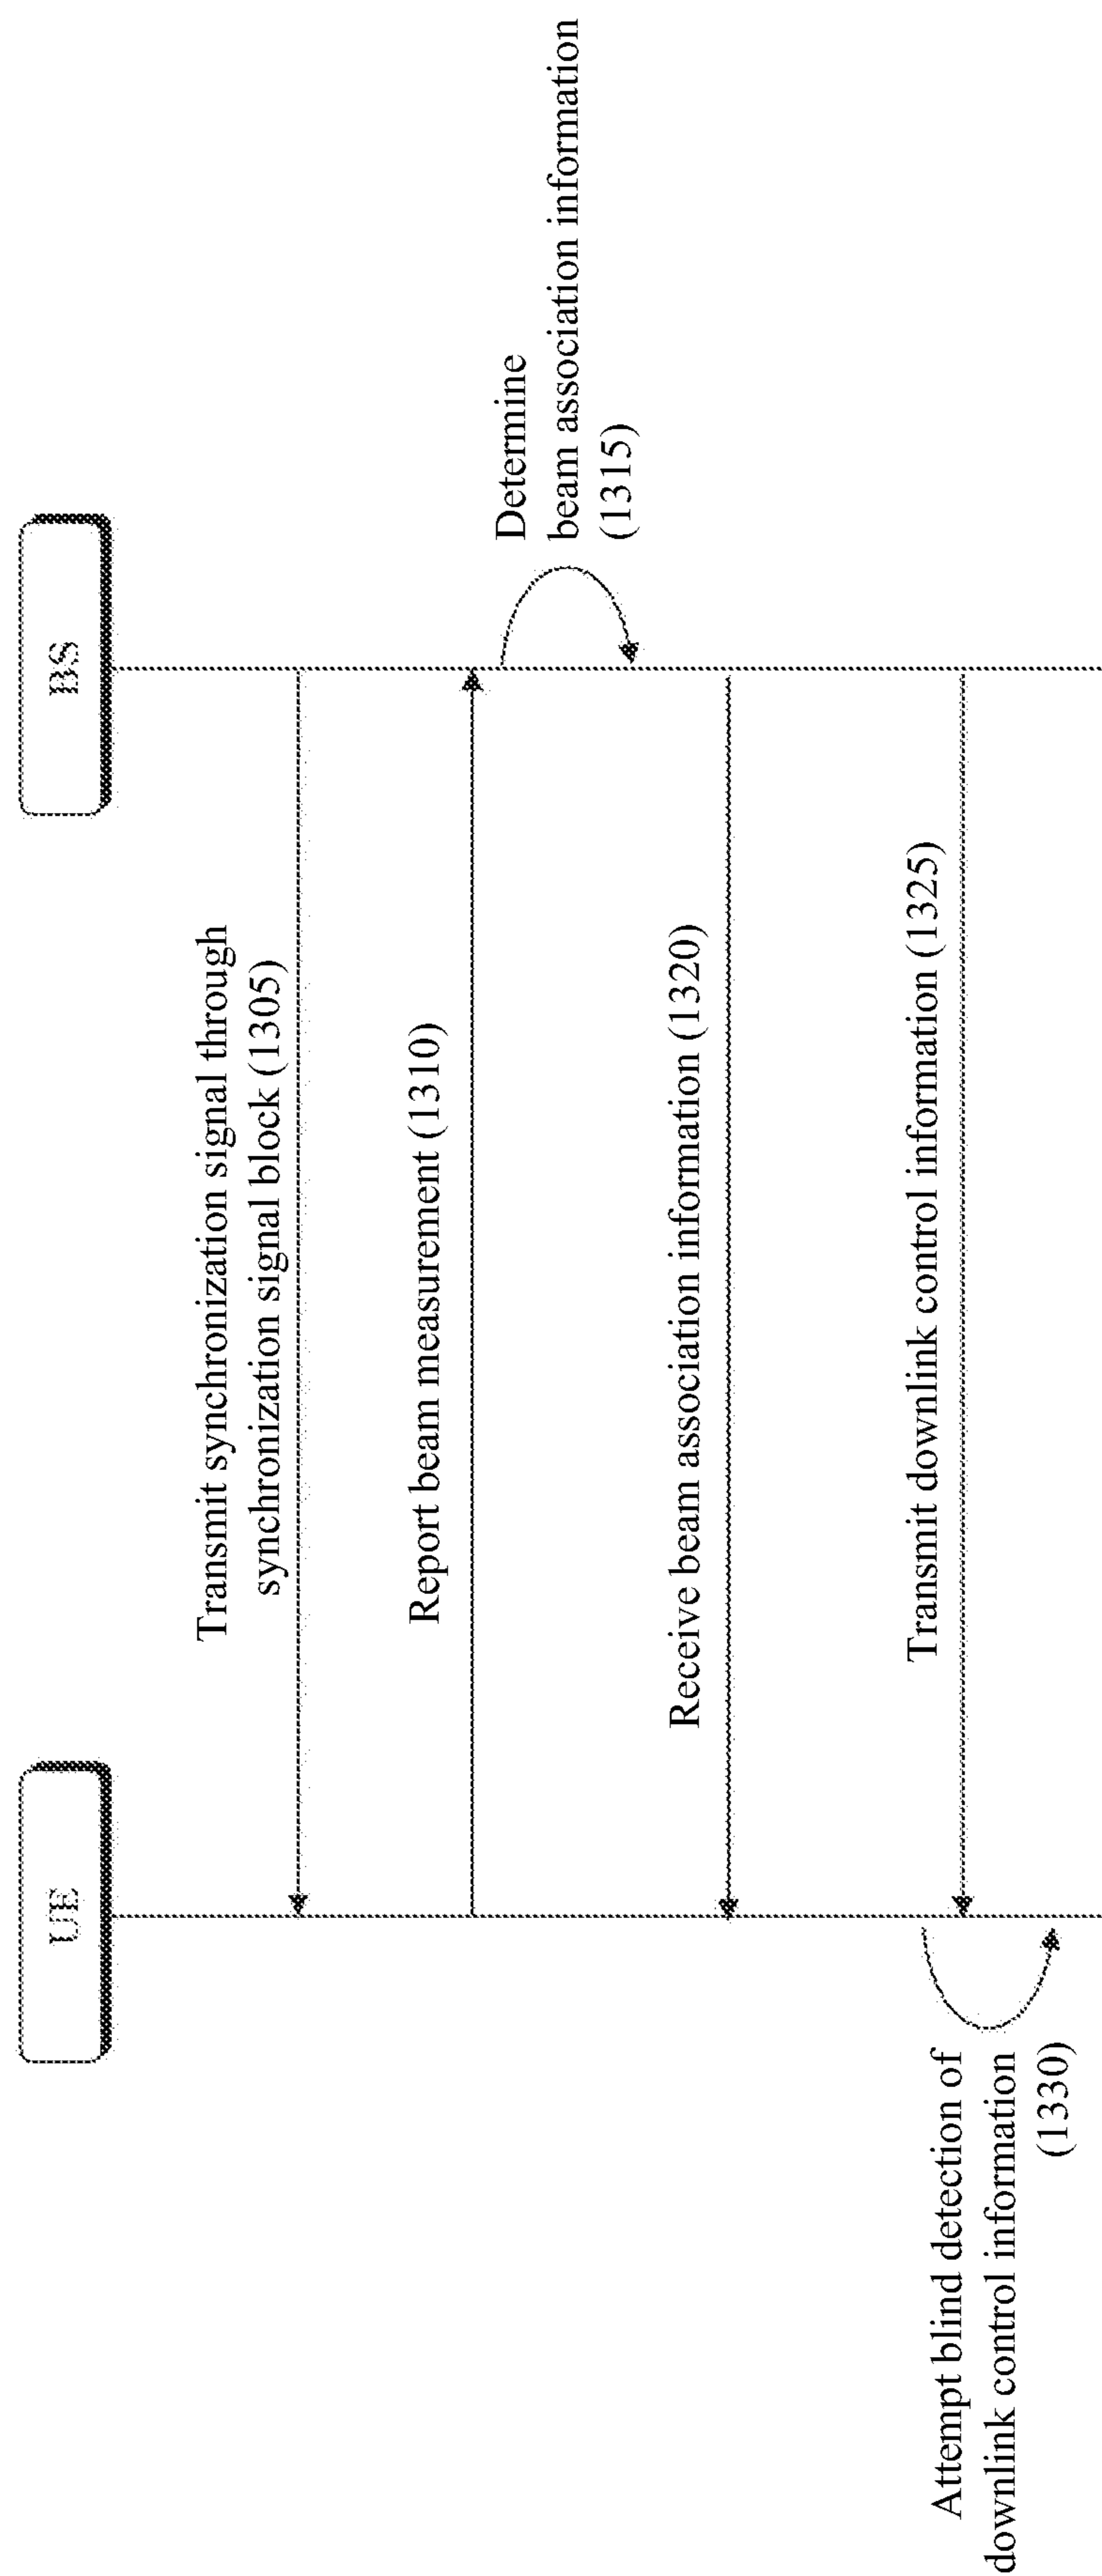 UE
BS
Transmit synchronization signal through
synchronization signal block (1305)
Report beam measurement (1310)
Determine
beam association information
(1315)
Receive beam association information (1320)
Transmit downlink control information (1325)
Attempt blind detection of
downlink control information
(1330)